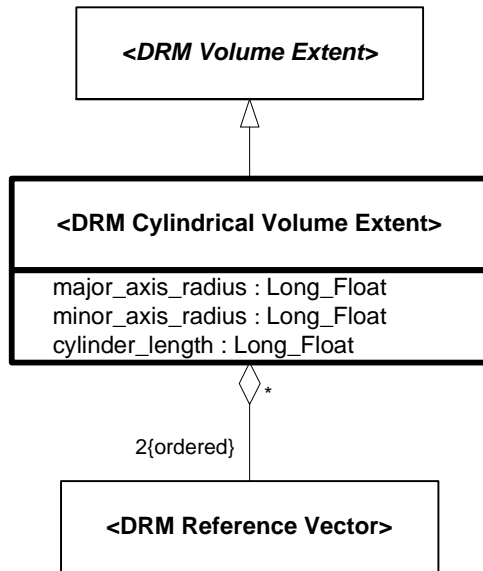 <DRM Volume Extent>
<DRM Cylindrical Volume Extent>
major_axis_radius : Long_Float
minor_axis_radius : Long_Float
cylinder_length : Long_Float
*
2{ordered}
<DRM Reference Vector>